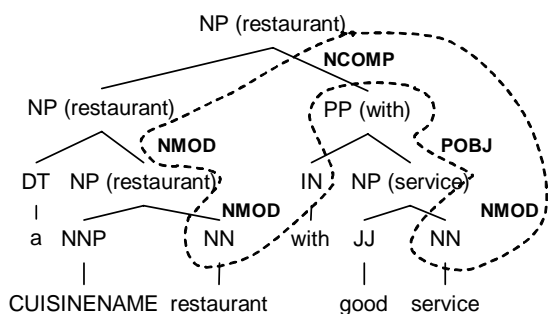 NP (restaurant)
NCOMP
NP (restaurant) PP (with)
NMOD POBJ
DT NP (restaurant) IN NP (service)
NMOD NMOD
a NNP NN with JJ NN
CUISINENAME restaurant good service